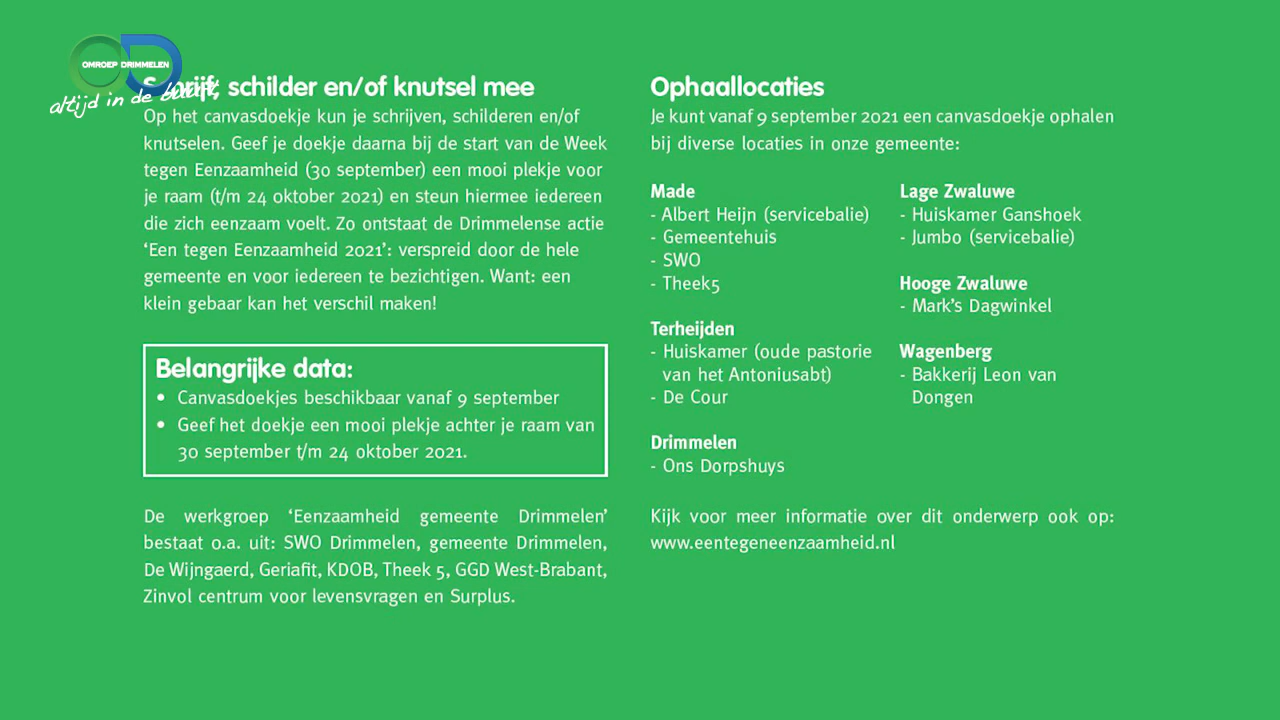 OMROEP DRIMMELEN
altijd in de buurt
Schrijf, schilder en/of knutsel mee
Op het canvasdoekje kun je schrijven, schilderen en/of
knutselen. Geef je doekje daarna bij de start van de Week
tegen Eenzaamheid (30 september) een mooi plekje voor
je raam (t/m 24 oktober 2021) en steun hiermee iedereen
die zich eenzaam voelt. Zo ontstaat de Drimmelense actie
‘Een tegen Eenzaamheid 2021’: verspreid door de hele
gemeente en voor iedereen te bezichtigen. Want: een
klein gebaar kan het verschil maken!
Belangrijke data:
• Canvasdoekjes beschikbaar vanaf 9 september
• Geef het doekje een mooi plekje achter je raam van
30 september t/m 24 oktober 2021.
De werkgroep ‘Eenzaamheid gemeente Drimmelen’
bestaat o.a. uit: SWO Drimmelen, gemeente Drimmelen,
De Wijngaerd, Geriafit, KDOB, Theek 5, GGD West-Brabant,
Zinvol centrum voor levensvragen en Surplus.
Ophaallocaties
Je kunt vanaf 9 september 2021 een canvasdoekje ophalen
bij diverse locaties in onze gemeente:
Made
- Albert Heijn (servicebalie)
- Gemeentehuis
- SWO
- Theek5
Terheijden
- Huiskamer (oude pastorie
van het Antoniusabt)
- De Cour
Drimmelen
- Ons Dorpshuys
Lage Zwaluwe
- Huiskamer Ganshoek
- Jumbo (servicebalie)
Hooge Zwaluwe
- Mark’s Dagwinkel
Wagenberg
- Bakkerij Leon van
Dongen
Kijk voor meer informatie over dit onderwerp ook op:
www.eentegeneenzaamheid.nl